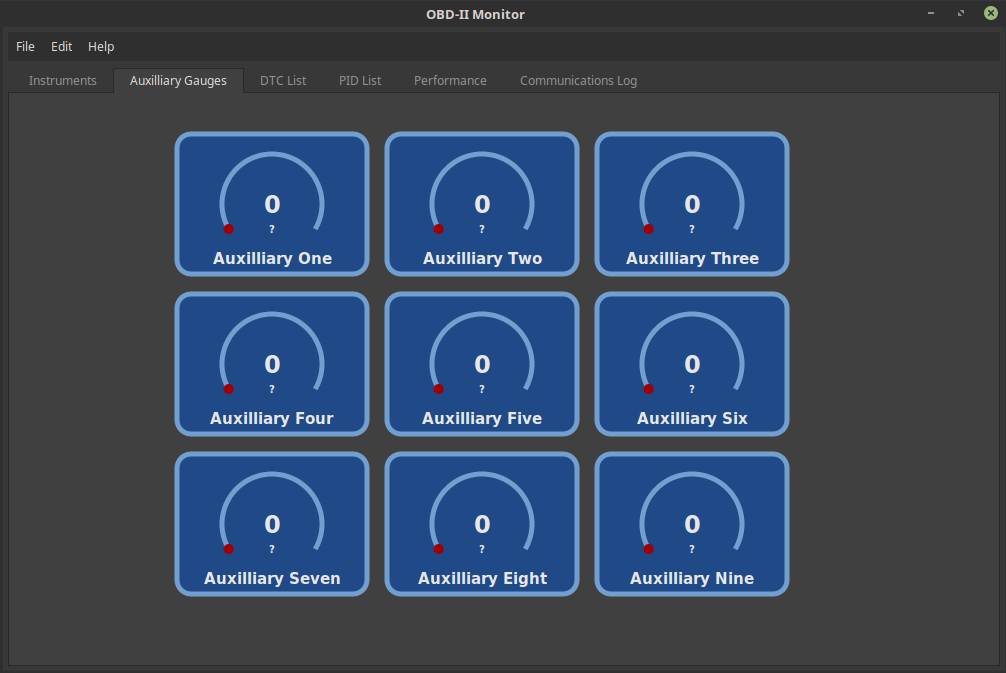 OBD-II Monitor
File Edit Help
Instruments Auxilliary Gauges DTC List PID List Performance Communications Log
0 0 0
? ? ?
Auxilliary One Auxilliary Two Auxilliary Three
0 0 0
? ? ?
Auxilliary Four Auxilliary Five Auxilliary Six
0 0 0
? ? ?
Auxilliary Seven Auxilliary Eight Auxilliary Nine